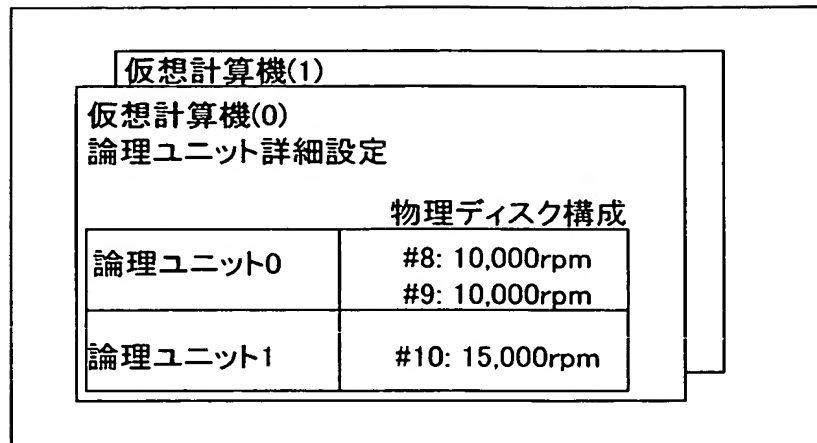 仮想計算機(1)
仮想計算機(0)
論理ユニット詳細設定
物理ディスク構成
論理ユニット0
#8: 10,000rpm
#9: 10,000rpm
論理ユニット1
#10: 15,000rpm